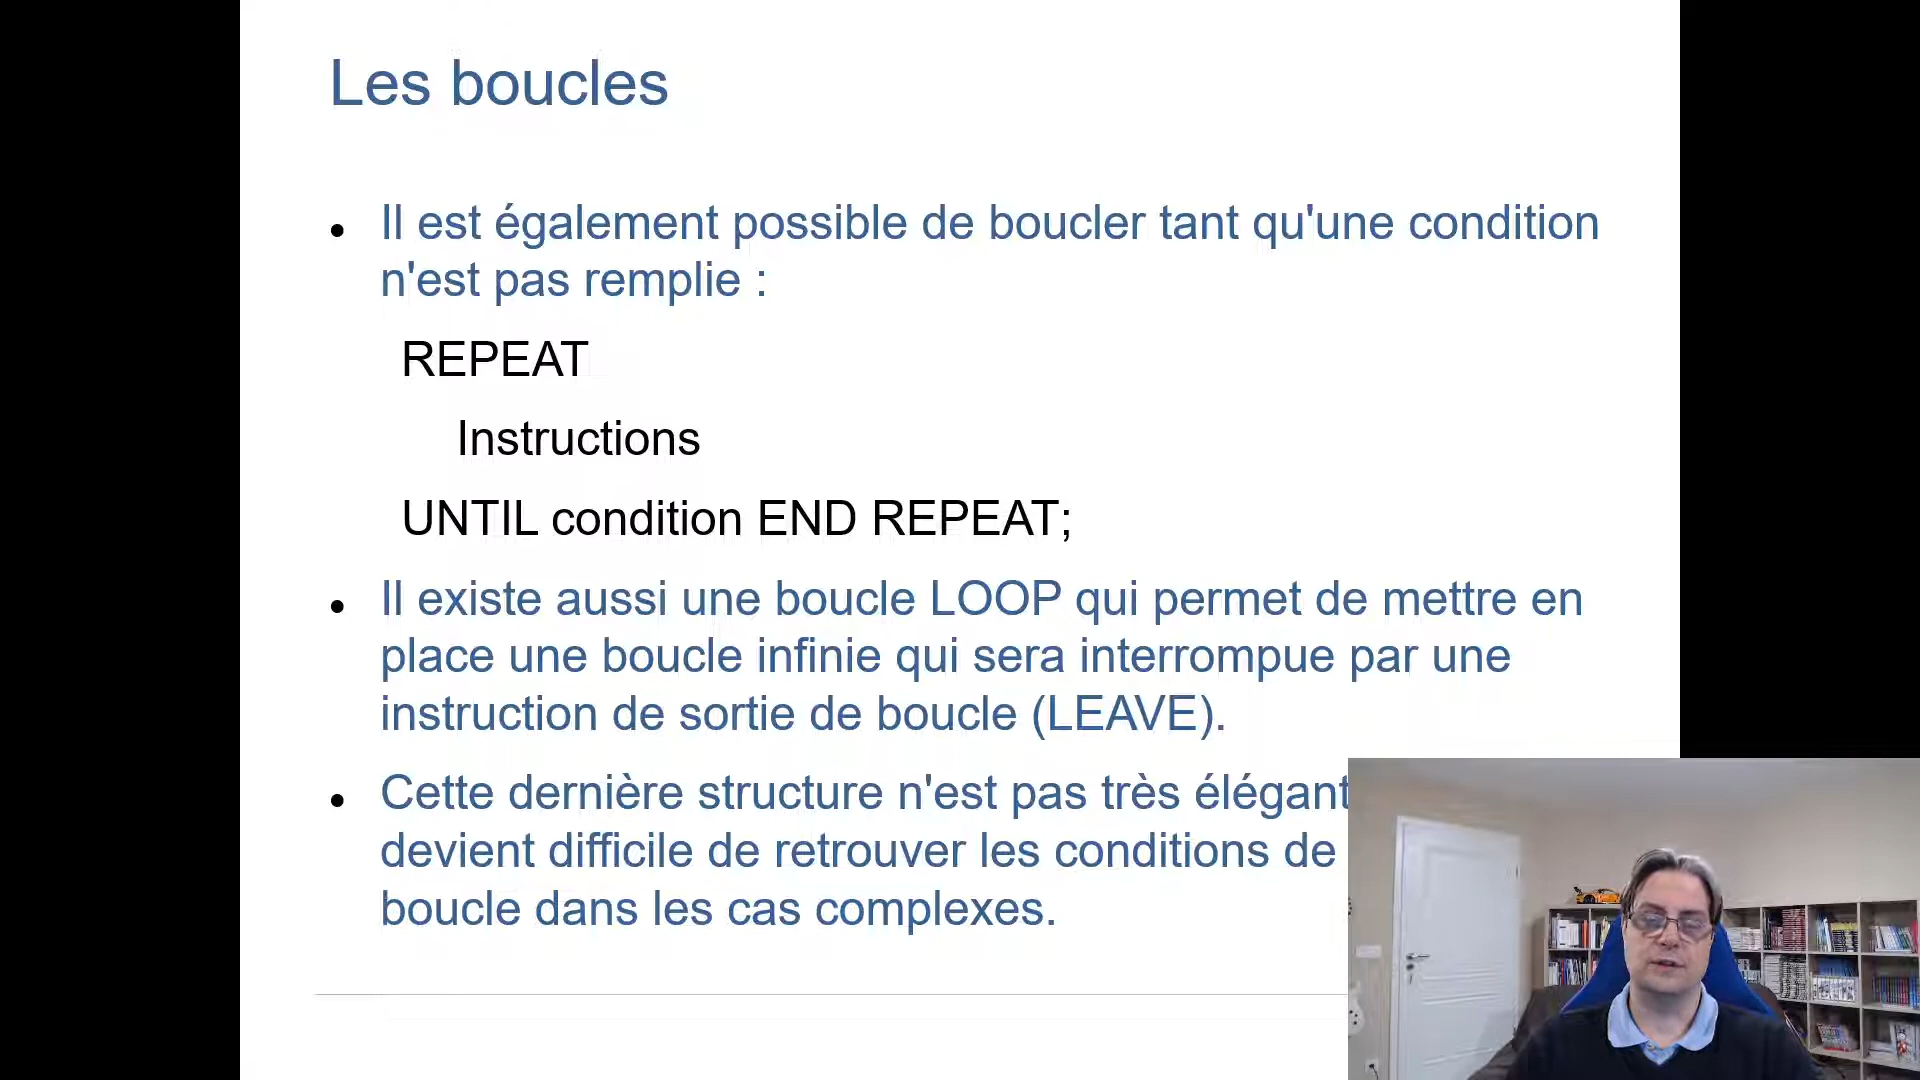 Les boucles
Il est également possible de boucler tant qu'une condition
n'est pas remplie :
REPEAT
Instructions
UNTIL condition END REPEAT;
Il existe aussi une boucle LOOP qui permet de mettre en
place une boucle infinie qui sera interrompue par une
instruction de sortie de boucle (LEAVE).
Cette dernière structure n'est pas très
devient difficile de retrouver les conditions de
boucle dans les cas complexes.